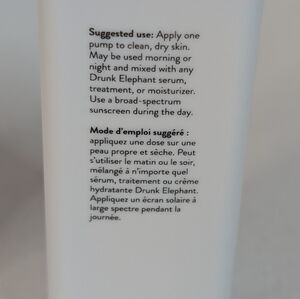 Suggested use: Apply one
pump to clean, dry skin.
May be used morning or
night and mixed with any
Drunk Elephant serum,
treatment, or moisturizer.
Use a broad-spectrum
sunscreen during the day.
Mode d'emploi suggéré :
appliquez une dose sur une
peau propre et sèche. Peut
s'utiliser le matin ou le soir,
mélangé à n'importe quel
sérum, traitement ou crème
hydratante Drunk Elephant.
Appliquez un écran solaire à
large spectre pendant la
journée.